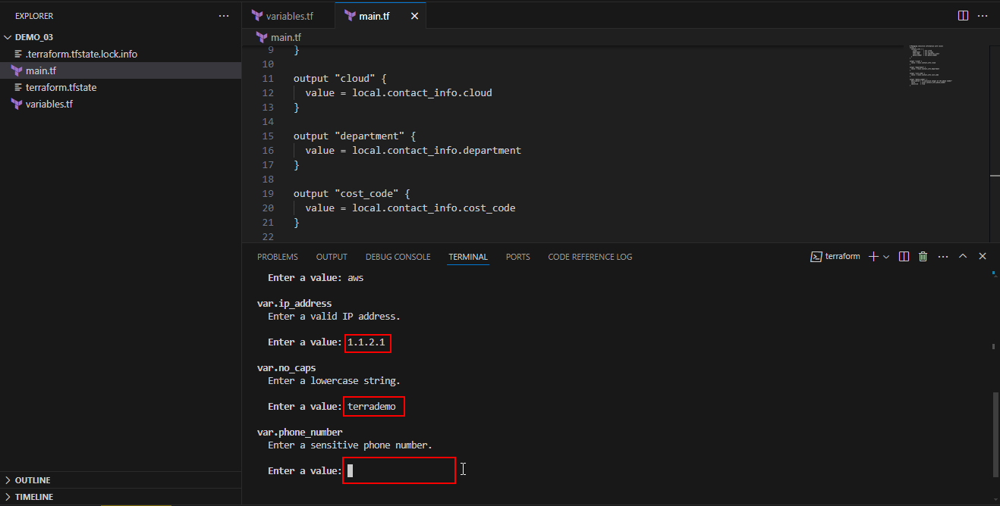 EXPLORER
DEMO_03
.terraform.tfstate.lock.info
main.tf
terraform.tfstate
variables.tf
OUTLINE
TIMELINE
variables.tf
main.tf
main.tf
9 }
10
11 output "cloud" {
12 value = local.contact_info.cloud
13 }
14
15 output "department" {
16 value = local.contact_info.department
17 }
18
19 output "cost_code" {
20 value = local.contact_info.cost_code
21 }
22
PROBLEMS OUTPUT DEBUG CONSOLE TERMINAL PORTS CODE REFERENCE LOG
terraform
Enter a value: aws
var.ip_address
Enter a valid IP address.
Enter a value: 1.1.2.1
var.no_caps
Enter a lowercase string.
Enter a value: terrademo
var.phone_number
Enter a sensitive phone number.
Enter a value: